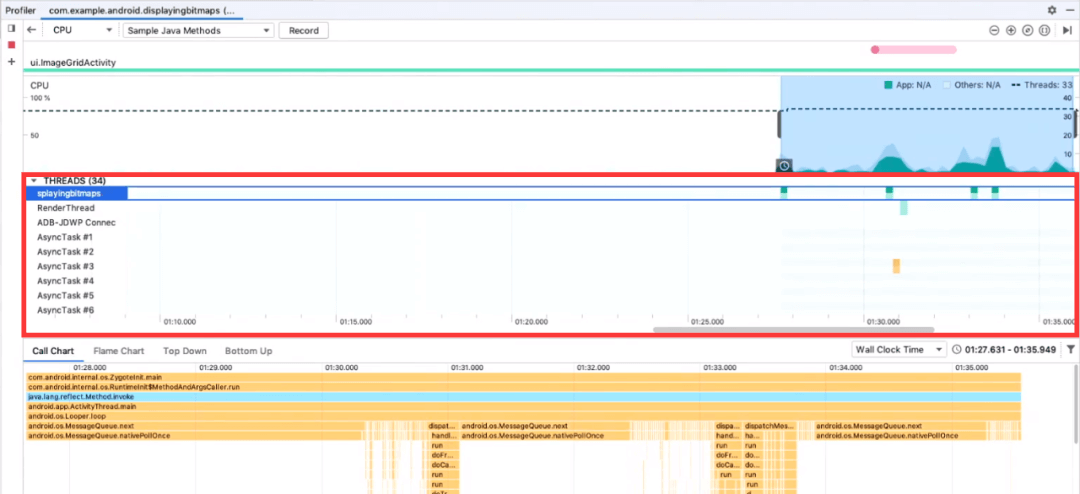 Profiler com.example.android.displayingbitmaps (...
CPU Sample Java Methods Record
ui.ImageGridActivity
CPU App: N/A Others: N/A Threads: 33
100 % 40
30
50 20
10
THREADS (34)
splayingbitmaps
RenderThread
ADB-JDWP Connec
AsyncTask #1
AsyncTask #2
AsyncTask #3
AsyncTask #4
AsyncTask #5
AsyncTask #6
01:10.000 01:15.000 01:20.000 01:25.000 01:30.000 01:35.000
Call Chart Flame Chart Top Down Bottom Up Wall Clock Time 01:27.631 - 01:35.949
01:28.000 01:29.000 01:30.000 01:31.000 01:32.000 01:33.000 01:34.000 01:35.000
com.android.internal.os.ZygoteInit.main
com.android.internal.os.RuntimeInit$MethodAndArgsCaller.run
java.lang.reflect.Method.invoke
android.app.ActivityThread.main
android.os.Looper.loop
android.os.MessageQueue.next dispat... android.os.MessageQueue.next dispa... dispatchMes... android.os.MessageQueue.next
android.os.MessageQueue.nativePollOnce handl... android.os.MessageQueue.nativePollOnce hand... ha... android.os.MessageQueue.nativePollOnce
run run run
doFr... doFr... do...
doCa... doCa... doCa...
run run run
doFr... do... run